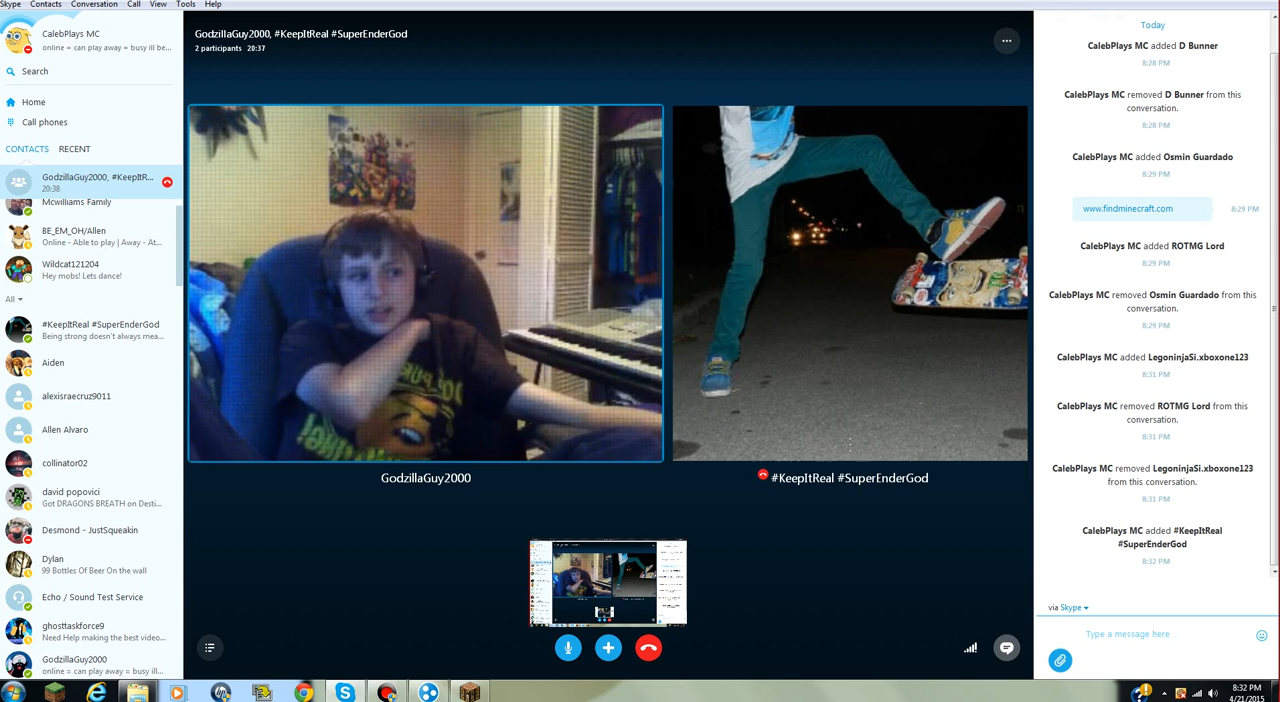 Skype Contacts Conversation Call View Tools Help
CalebPlays MC
online = can play away = busy ill be...
Search
Home
Call phones
CONTACTS RECENT
GodzillaGuy2000, #KeepItR...
20:38
Mcwilliams Family
BE_EM_OH/Allen
Online - Able to play | Away - At...
Wildcat121204
Hey mobs! Lets dance!
All
#KeepItReal #SuperEnderGod
Being strong doesn't always mea...
Aiden
alexisraecruz9011
Allen Alvaro
collinator02
david popovici
Got DRAGONS BREATH on Desti...
Desmond - JustSqueakin
Dylan
99 Bottles Of Beer On the wall
Echo / Sound Test Service
ghosttaskforce9
Need Help making the best video...
GodzillaGuy2000
online = can play away = busy ill...
GodzillaGuy2000, #KeepItReal #SuperEnderGod
2 participants 20:37
GodzillaGuy2000
#KeepItReal #SuperEnderGod
Today
CalebPlays MC added D Bunner
8:28 PM
CalebPlays MC removed D Bunner from this
conversation.
8:28 PM
CalebPlays MC added Osmin Guardado
8:29 PM
www.findminecraft.com 8:29 PM
CalebPlays MC added ROTMG Lord
8:29 PM
CalebPlays MC removed Osmin Guardado from this
conversation.
8:29 PM
CalebPlays MC added LegoninjaSi.xboxone123
8:31 PM
CalebPlays MC removed ROTMG Lord from this
conversation.
8:31 PM
CalebPlays MC removed LegoninjaSi.xboxone123
from this conversation.
8:31 PM
CalebPlays MC added #KeepItReal
#SuperEnderGod
8:32 PM
via Skype
Type a message here
8:32 PM
4/21/2015